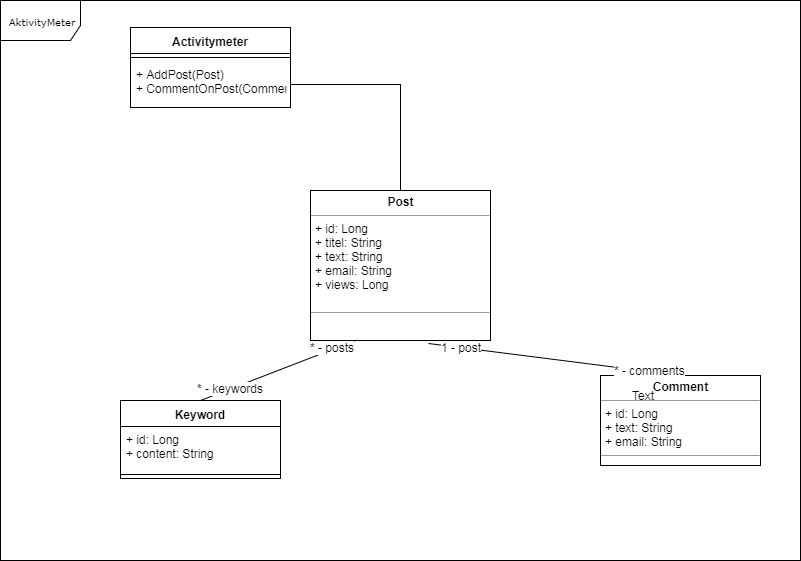 AktivityMeter
Activitymeter
+ AddPost(Post)
+ CommentOnPost(Commen
Post
+ id: Long
+ titel: String
+ text: String
+ email: String
+ views: Long
* - posts
1 - post
* - keywords
* - comments
Keyword
+ id: Long
+ content: String
Comment
Text
+ id: Long
+ text: String
+ email: String